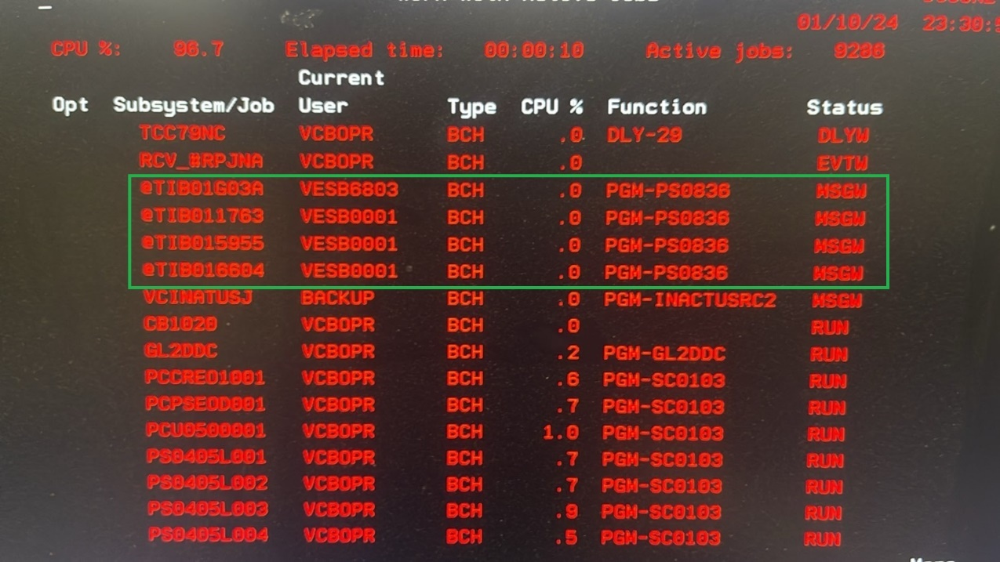 01/10/24 23:30:
CPU %: 96.7 Elapsed time: 00:00:10 Active jobs: 9286
Current
Opt Subsystem/Job User Type CPU % Function Status
TCC79NC VCBOPR BCH .0 DLY-29 DLYW
RCV_#RPJNA VCBOPR BCH .0 EVTW
@TIB01G03A VESB6803 BCH .0 PGM-PS0836 MSGW
@TIB011763 VESB0001 BCH .0 PGM-PS0836 MSGW
@TIB015955 VESB0001 BCH .0 PGM-PS0836 MSGW
@TIB016604 VESB0001 BCH .0 PGM-PS0836 MSGW
VCINATUSJ BACKUP BCH .0 PGM-INACTUSRC2 MSGW
CB1020 VCBOPR BCH .0 RUN
GL2DDC VCBOPR BCH .2 PGM-GL2DDC RUN
PCCRE01001 VCBOPR BCH .6 PGM-SC0103 RUN
PCPSEOD001 VCBOPR BCH .7 PGM-SC0103 RUN
PCU0500001 VCBOPR BCH 1.0 PGM-SC0103 RUN
PS0405L001 VCBOPR BCH .7 PGM-SC0103 RUN
PS0405L002 VCBOPR BCH .7 PGM-SC0103 RUN
PS0405L003 VCBOPR BCH .9 PGM-SC0103 RUN
PS0405L004 VCBOPR BCH .5 PGM-SC0103 RUN